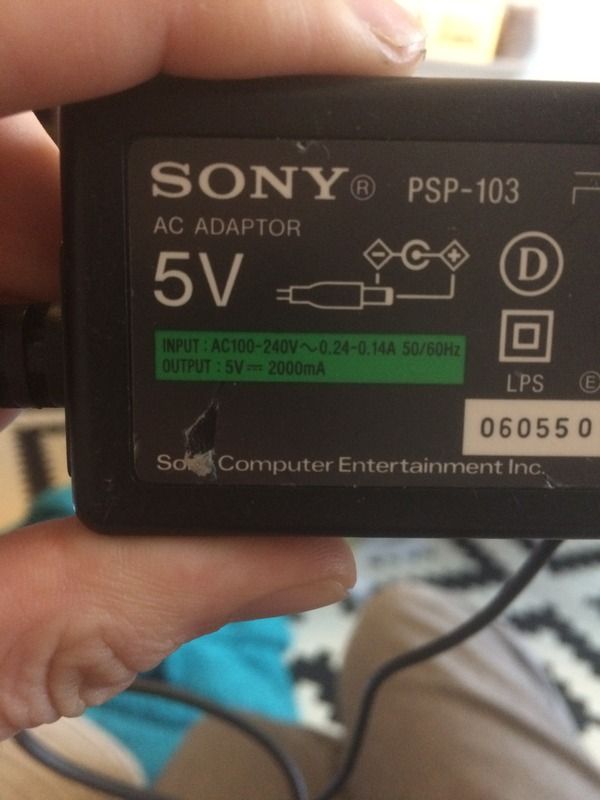 SONY® PSP-103
AC ADAPTOR
5V
D
INPUT : AC100-240V～0.24-0.14A 50/60Hz
OUTPUT : 5V⎓ 2000mA
LPS E
060550
Computer Entertainment Inc.